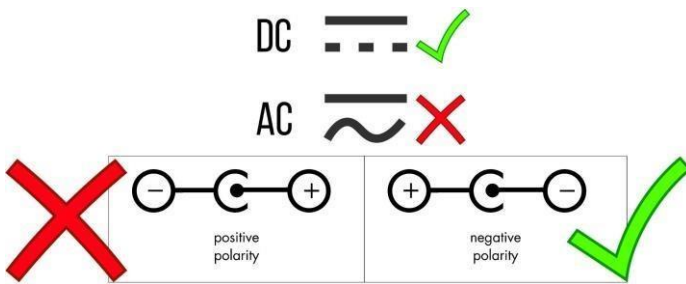 DC
AC
positive
polarity
negative
polarity